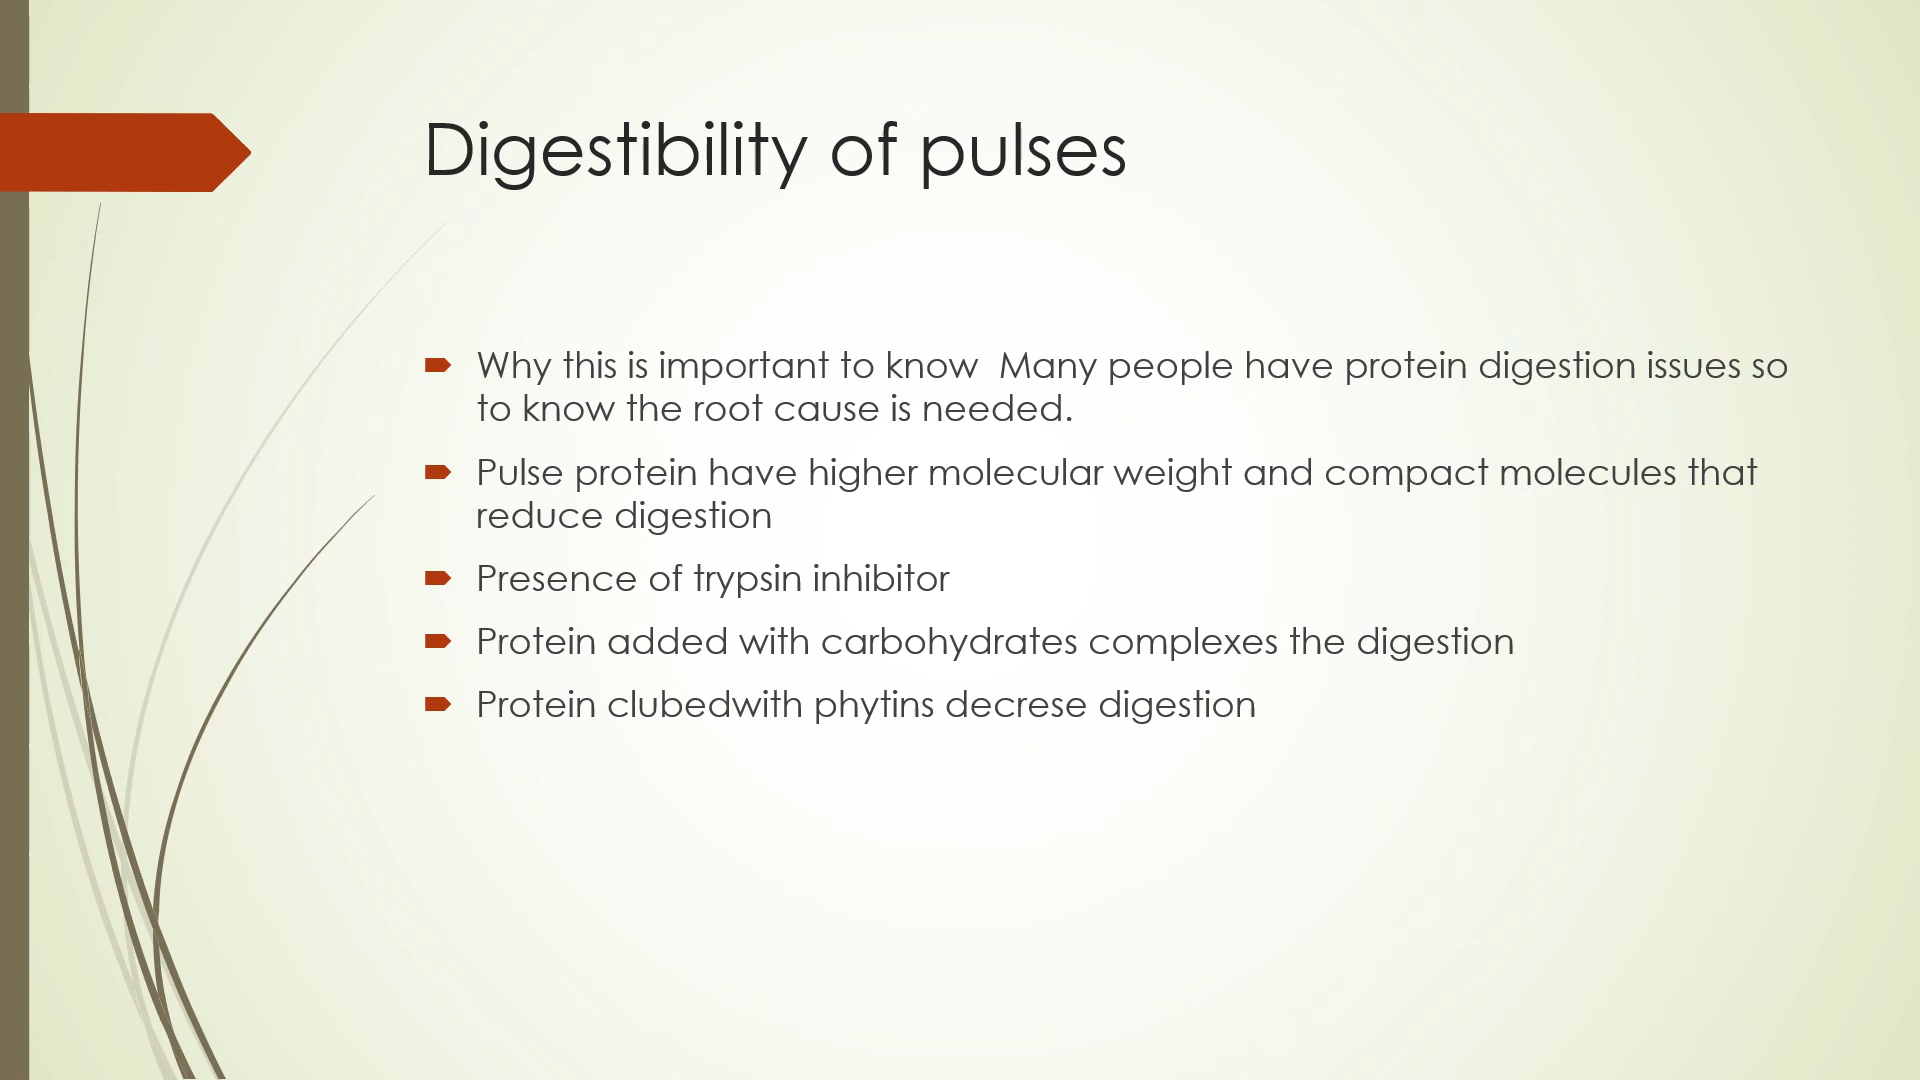 Digestibility of pulses
Why this is important to know  Many people have protein digestion issues so
to know the root cause is needed.
Pulse protein have higher molecular weight and compact molecules that
reduce digestion
Presence of trypsin inhibitor
Protein added with carbohydrates complexes the digestion
Protein clubedwith phytins decrese digestion